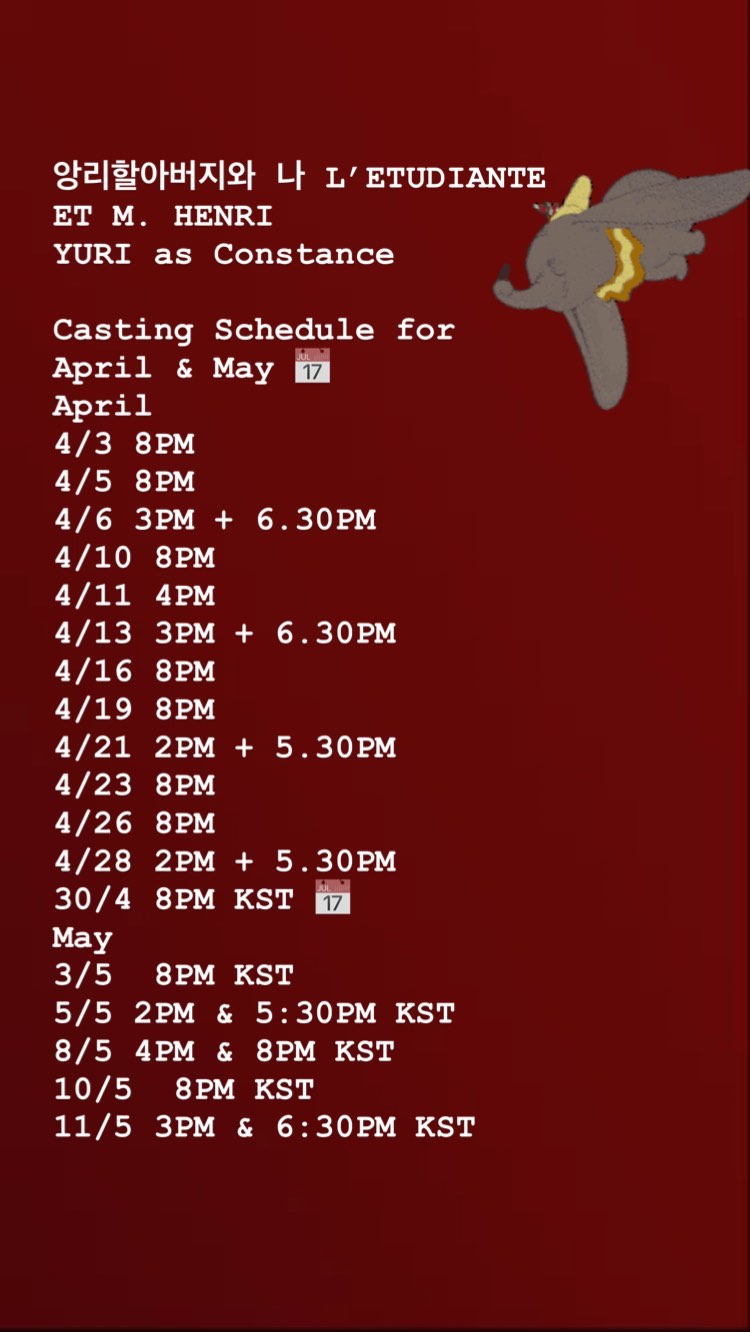 앙리할아버지와 나 L’ETUDIANTE
ET M. HENRI
YURI as Constance
Casting Schedule for
April & May 📅
April
4/3 8PM
4/5 8PM
4/6 3PM + 6.30PM
4/10 8PM
4/11 4PM
4/13 3PM + 6.30PM
4/16 8PM
4/19 8PM
4/21 2PM + 5.30PM
4/23 8PM
4/26 8PM
4/28 2PM + 5.30PM
30/4 8PM KST 📅
May
3/5  8PM KST
5/5 2PM & 5:30PM KST
8/5 4PM & 8PM KST
10/5  8PM KST
11/5 3PM & 6:30PM KST